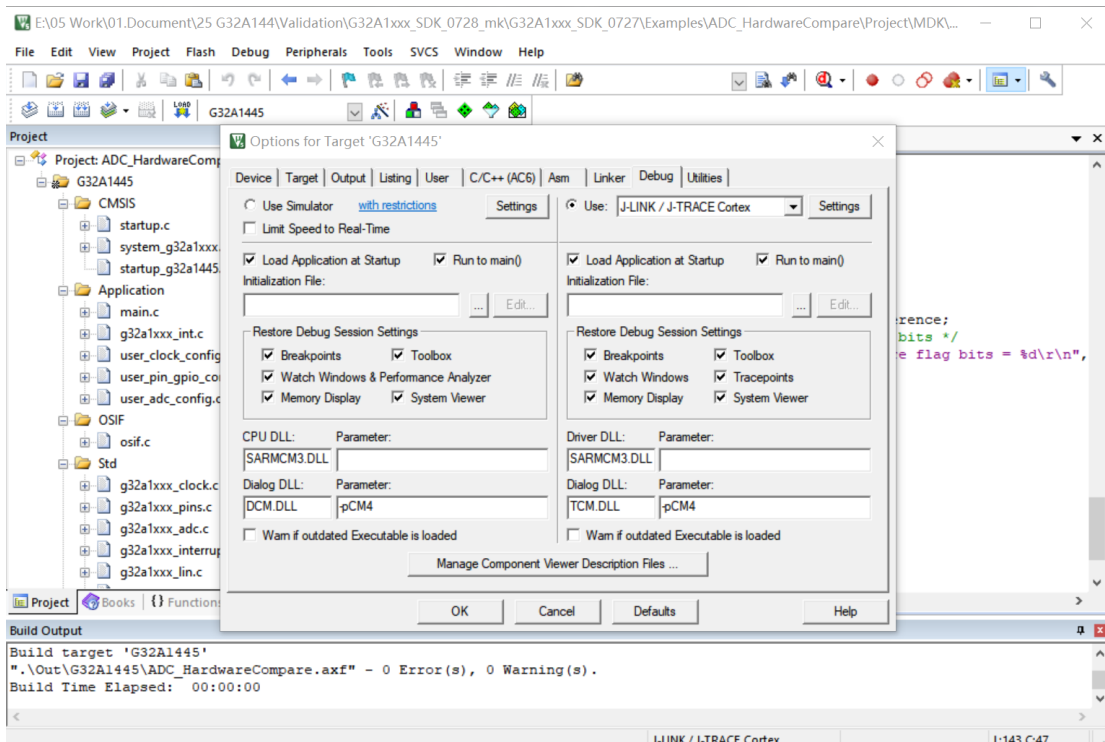 E:\05 Work\01.Document\25 G32A144\Validation\G32A1xxx_SDK_0728_mk\G32A1xxx_SDK_0727\Examples\ADC_HardwareCompare\Project\MDK\...
File Edit View Project Flash Debug Peripherals Tools SVCS Window Help
LOAD G32A1445
Project
Project: ADC_HardwareComp
G32A1445
CMSIS
startup.c
system_g32a1xxx.
startup_g32a1445.
Application
main.c
g32a1xxx_int.c
user_clock_config
user_pin_gpio_co
user_adc_config.c
OSIF
osif.c
Std
g32a1xxx_clock.c
g32a1xxx_pins.c
g32a1xxx_adc.c
g32a1xxx_interrup
g32a1xxx_lin.c
Project Books {} Function
Options for Target 'G32A1445'
Device Target Output Listing User C/C++ (AC6) Asm Linker Debug Utilities
Use Simulator with restrictions Settings
Limit Speed to Real-Time
Use: J-LINK / J-TRACE Cortex Settings
Load Application at Startup Run to main()
Initialization File:
... Edit...
Restore Debug Session Settings
Breakpoints Toolbox
Watch Windows & Performance Analyzer
Memory Display System Viewer
CPU DLL: Parameter:
SARMCM3.DLL
Dialog DLL: Parameter:
DCM.DLL -pCM4
Warn if outdated Executable is loaded
Load Application at Startup Run to main()
Initialization File:
... Edit...
Restore Debug Session Settings
Breakpoints Toolbox
Watch Windows Tracepoints
Memory Display System Viewer
Driver DLL: Parameter:
SARMCM3.DLL
Dialog DLL: Parameter:
TCM.DLL -pCM4
Warn if outdated Executable is loaded
Manage Component Viewer Description Files ...
OK Cancel Defaults Help
erence;
bits */
e flag bits = %d\r\n",
Build Output
Build target 'G32A1445'
".\Out\G32A1445\ADC_HardwareCompare.axf" - 0 Error(s), 0 Warning(s).
Build Time Elapsed: 00:00:00
J-LINK / J-TRACE Cortex L:143 C:47